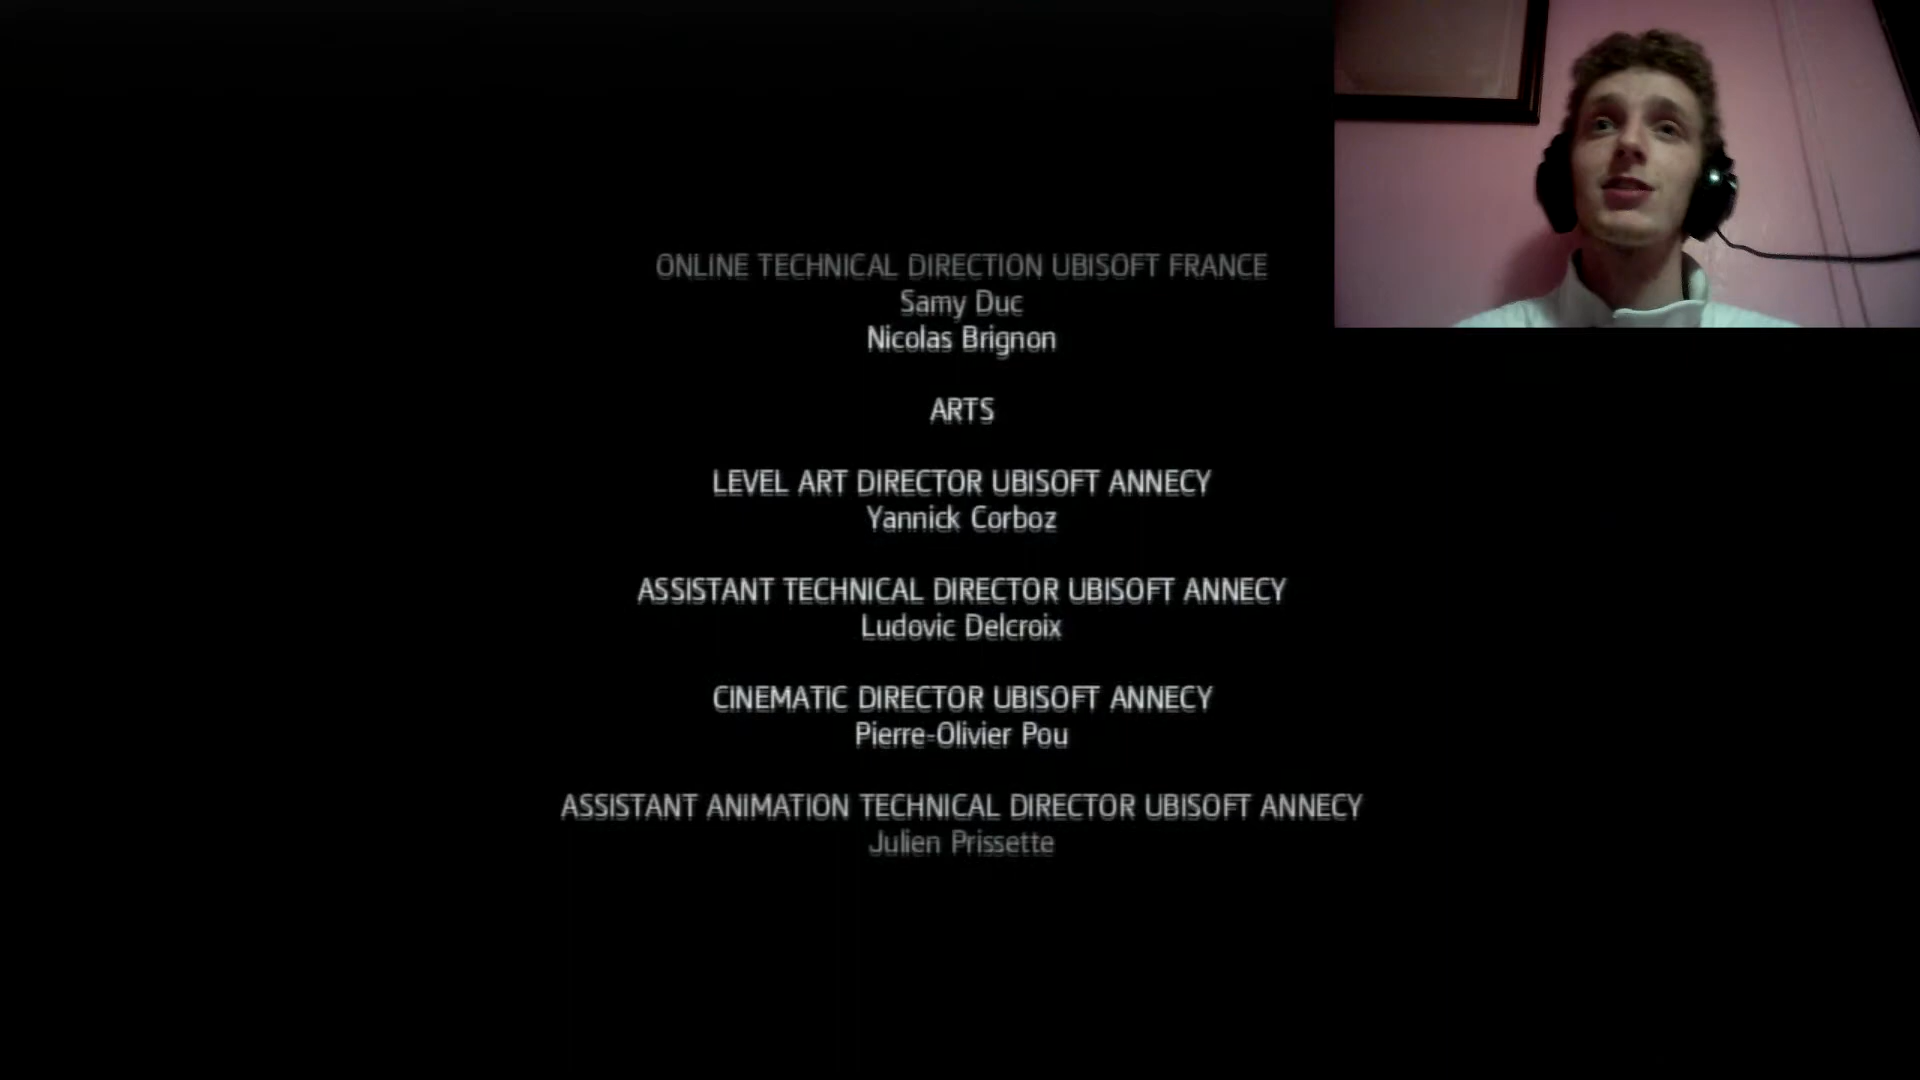 ONLINE TECHNICAL DIRECTION UBISOFT FRANCE
Samy Duc
Nicolas Brignon
ARTS
LEVEL ART DIRECTOR UBISOFT ANNECY
Yannick Corboz
ASSISTANT TECHNICAL DIRECTOR UBISOFT ANNECY
Ludovic Delcroix
CINEMATIC DIRECTOR UBISOFT ANNECY
Pierre-Olivier Pou
ASSISTANT ANIMATION TECHNICAL DIRECTOR UBISOFT ANNECY
Julien Prissette